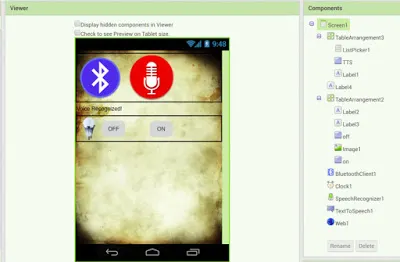 Viewer
Components
Display hidden components in Viewer
Check to see Preview on Tablet size.
9:48
Voice Recognized!
OFF
ON
Screen1
TableArrangement3
ListPicker1
TTS
Label1
Label4
TableArrangement2
Label2
Label3
off
Image1
on
BluetoothClient1
Clock1
SpeechRecognizer1
TextToSpeech1
Web1
Rename
Delete